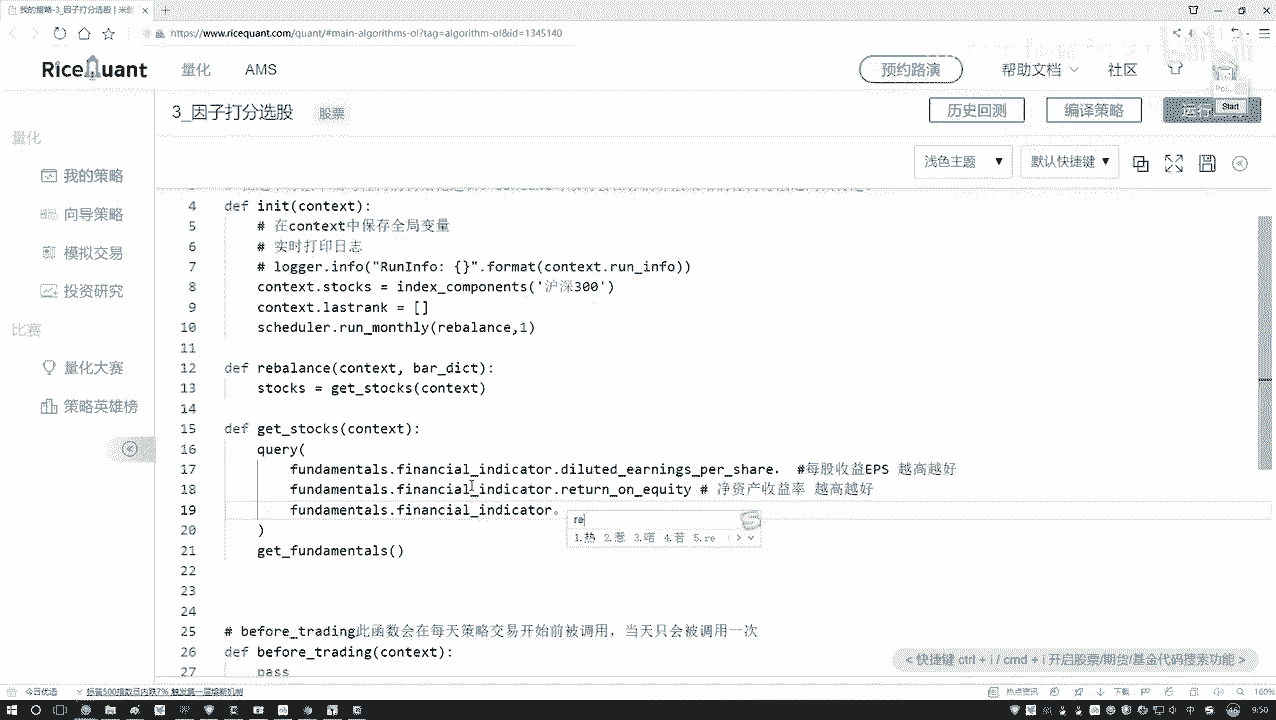 我的策略-3_因子打分选股 | 米
https://www.ricequant.com/quant/#main-algorithms-ol?tag=algorithm-ol&id=1345140
RiceQuant 量化 AMS 预约路演 帮助文档 社区
3_因子打分选股 股票 历史回测 编译策略 运行
Start
量化
浅色主题 默认快捷键
我的策略
向导策略
模拟交易
投资研究
比赛
量化大赛
策略英雄榜
4 def init(context):
5 # 在context中保存全局变量
6 # 实时打印日志
7 # logger.info("RunInfo: {}".format(context.run_info))
8 context.stocks = index_components('沪深300')
9 context.lastrank = []
10 scheduler.run_monthly(rebalance,1)
11
12 def rebalance(context, bar_dict):
13 stocks = get_stocks(context)
14
15 def get_stocks(context):
16 query(
17 fundamentals.financial_indicator.diluted_earnings_per_share. #每股收益EPS 越高越好
18 fundamentals.financial_indicator.return_on_equity # 净资产收益率 越高越好
19 fundamentals.financial_indicator。
re
1.热 2.惹 3.喏 4.若 5.re
20 )
21 get_fundamentals()
22
23
24
25 # before_trading此函数会在每天策略交易开始前被调用，当天只会被调用一次
26 def before_trading(context):
27 pass
< 快捷键 ctrl + i / cmd + i 开启股票/期货/基金代码搜索功能 >
今日优选 热点资讯 下载 160%
中 9:50